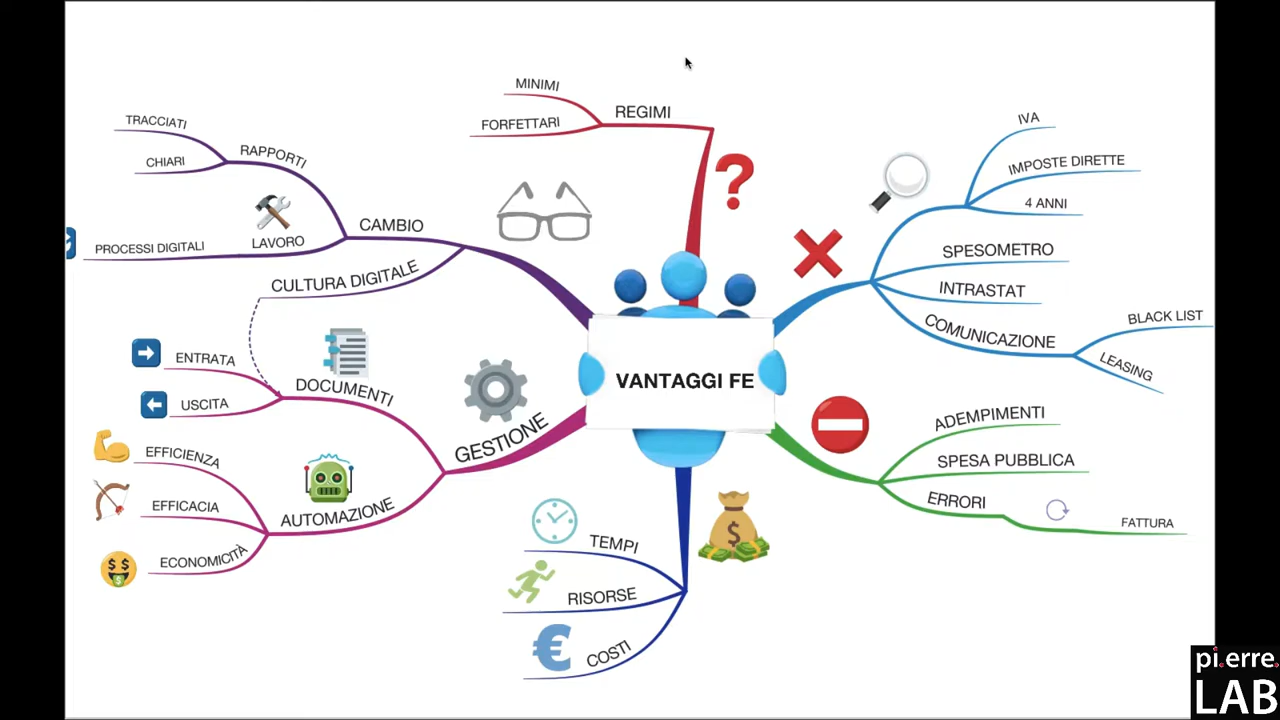 MINIMI
FORFETTARI
REGIMI
TRACCIATI
CHIARI
RAPPORTI
PROCESSI DIGITALI
LAVORO
CAMBIO
CULTURA DIGITALE
ENTRATA
USCITA
DOCUMENTI
GESTIONE
EFFICIENZA
EFFICACIA
ECONOMICITÀ
AUTOMAZIONE
VANTAGGI FE
IVA
IMPOSTE DIRETTE
4 ANNI
SPESOMETRO
INTRASTAT
COMUNICAZIONE
BLACK LIST
LEASING
ADEMPIMENTI
SPESA PUBBLICA
ERRORI
FATTURA
TEMPI
RISORSE
COSTI
pi.erre.
LAB